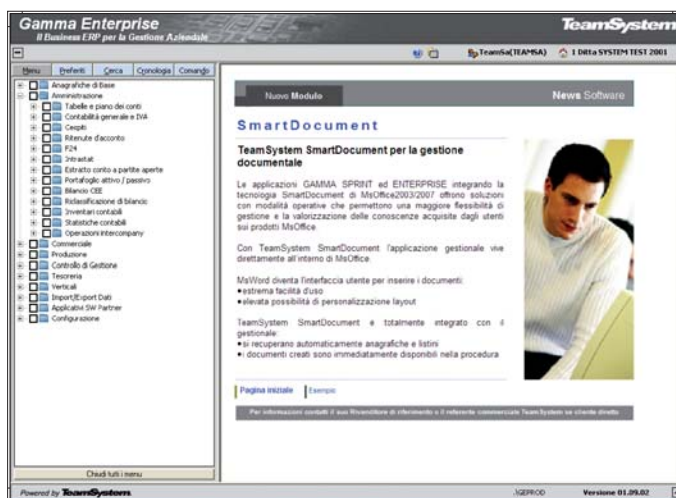 Gamma Enterprise
Il Business ERP per la Gestione Aziendale
TeamSystem
TeamSa(TEAMSA)
1 Ditta SYSTEM TEST 2001
Menu
Preferiti
Cerca
Cronologia
Comando
Anagrafiche di Base
Amministrazione
Tabelle e piano dei conti
Contabilità generale e IVA
Cespiti
Ritenute d'acconto
F24
Intrastat
Estratto conto a partite aperte
Portafoglio attivo / passivo
Bilancio CEE
Riclassificazione di bilancio
Inventari contabili
Statistiche contabili
Operazioni intercompany
Commerciale
Produzione
Controllo di Gestione
Tesoreria
Verticali
Import/Export Dati
Applicativi SW Partner
Configurazione
Chiudi tutti i menu
Nuovo Modulo
News Software
SmartDocument
TeamSystem SmartDocument per la gestione
documentale
Le applicazioni GAMMA SPRINT ed ENTERPRISE integrando la
tecnologia SmartDocument di MsOffice2003/2007 offrono soluzioni
con modalità operative che permettono una maggiore flessibilità di
gestione e la valorizzazione delle conoscenze acquisite dagli utenti
sui prodotti MsOffice.
Con TeamSystem SmartDocument l'applicazione gestionale vive
direttamente all'interno di MsOffice.
MsWord diventa l'interfaccia utente per inserire i documenti:
•estrema facilità d'uso
•elevata possibilità di personalizzazione layout
TeamSystem SmartDocument e totalmente integrato con il
gestionale:
•si recuperano automaticamente anagrafiche e listini
•i documenti creati sono immediatamente disponibili nella procedura
Pagina iniziale
Esempio
Per informazioni contatti il suo Rivenditore di riferimento o il referente commerciale TeamSystem se cliente diretto
Powered by TeamSystem
.\GEPROD
Versione 01.09.02